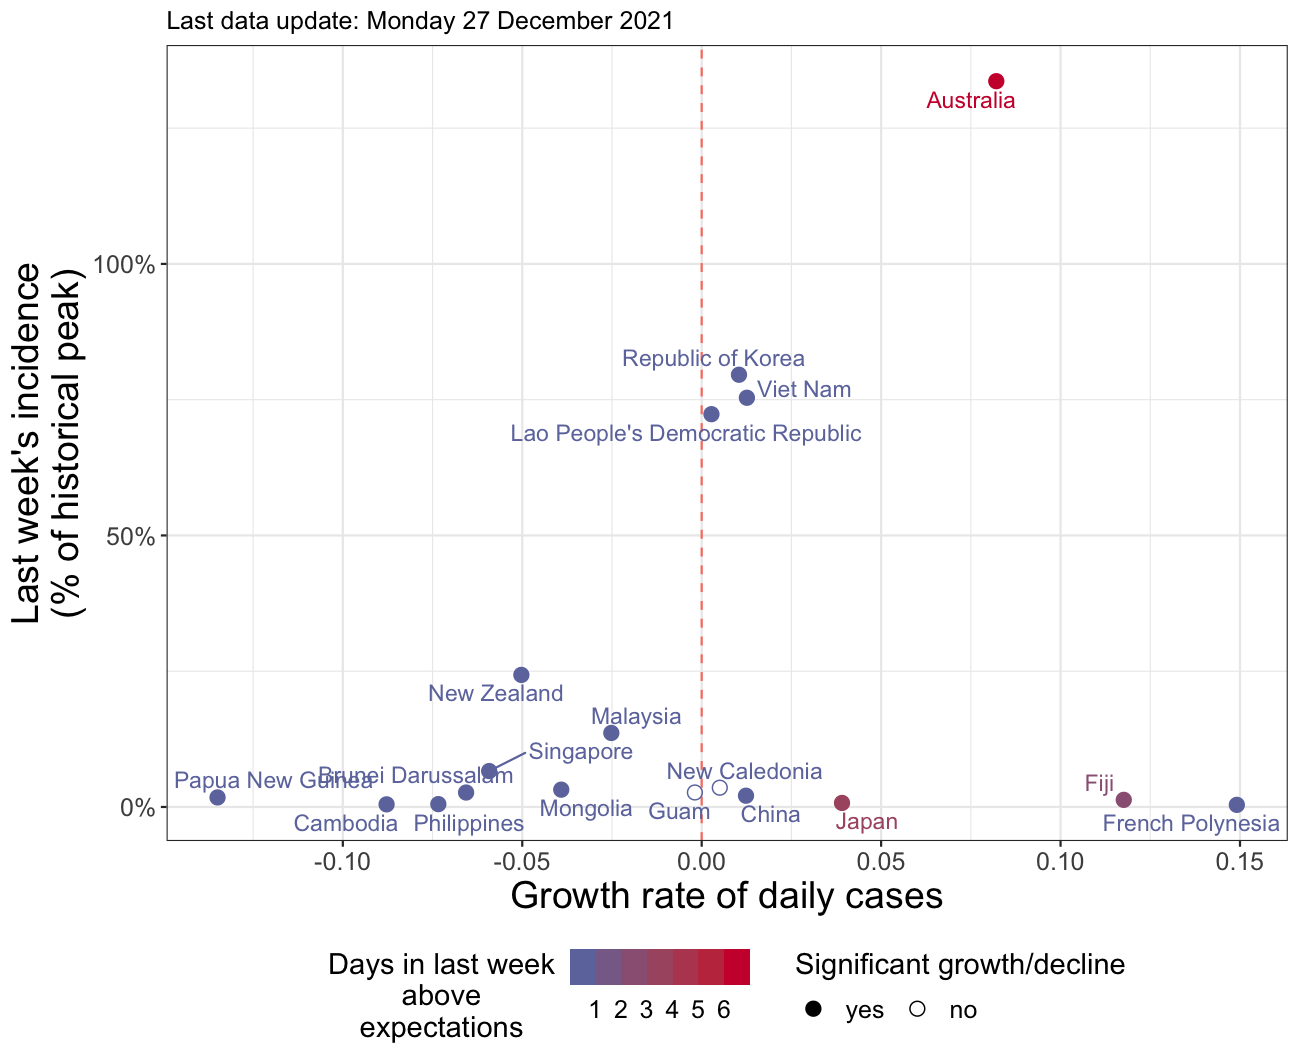 Last data update: Monday 27 December 2021
Last week's incidence
(% of historical peak)
100%
50%
0%
Australia
Republic of Korea
Viet Nam
Lao People's Democratic Republic
New Zealand
Malaysia
Singapore
New Caledonia
Brunei Darussalam
Papua New Guinea
Fiji
Mongolia
Guam
China
Japan
Cambodia
Philippines
French Polynesia
-0.10
-0.05
0.00
0.05
0.10
0.15
Growth rate of daily cases
Days in last week
above
expectations
1 2 3 4 5 6
Significant growth/decline
yes
no